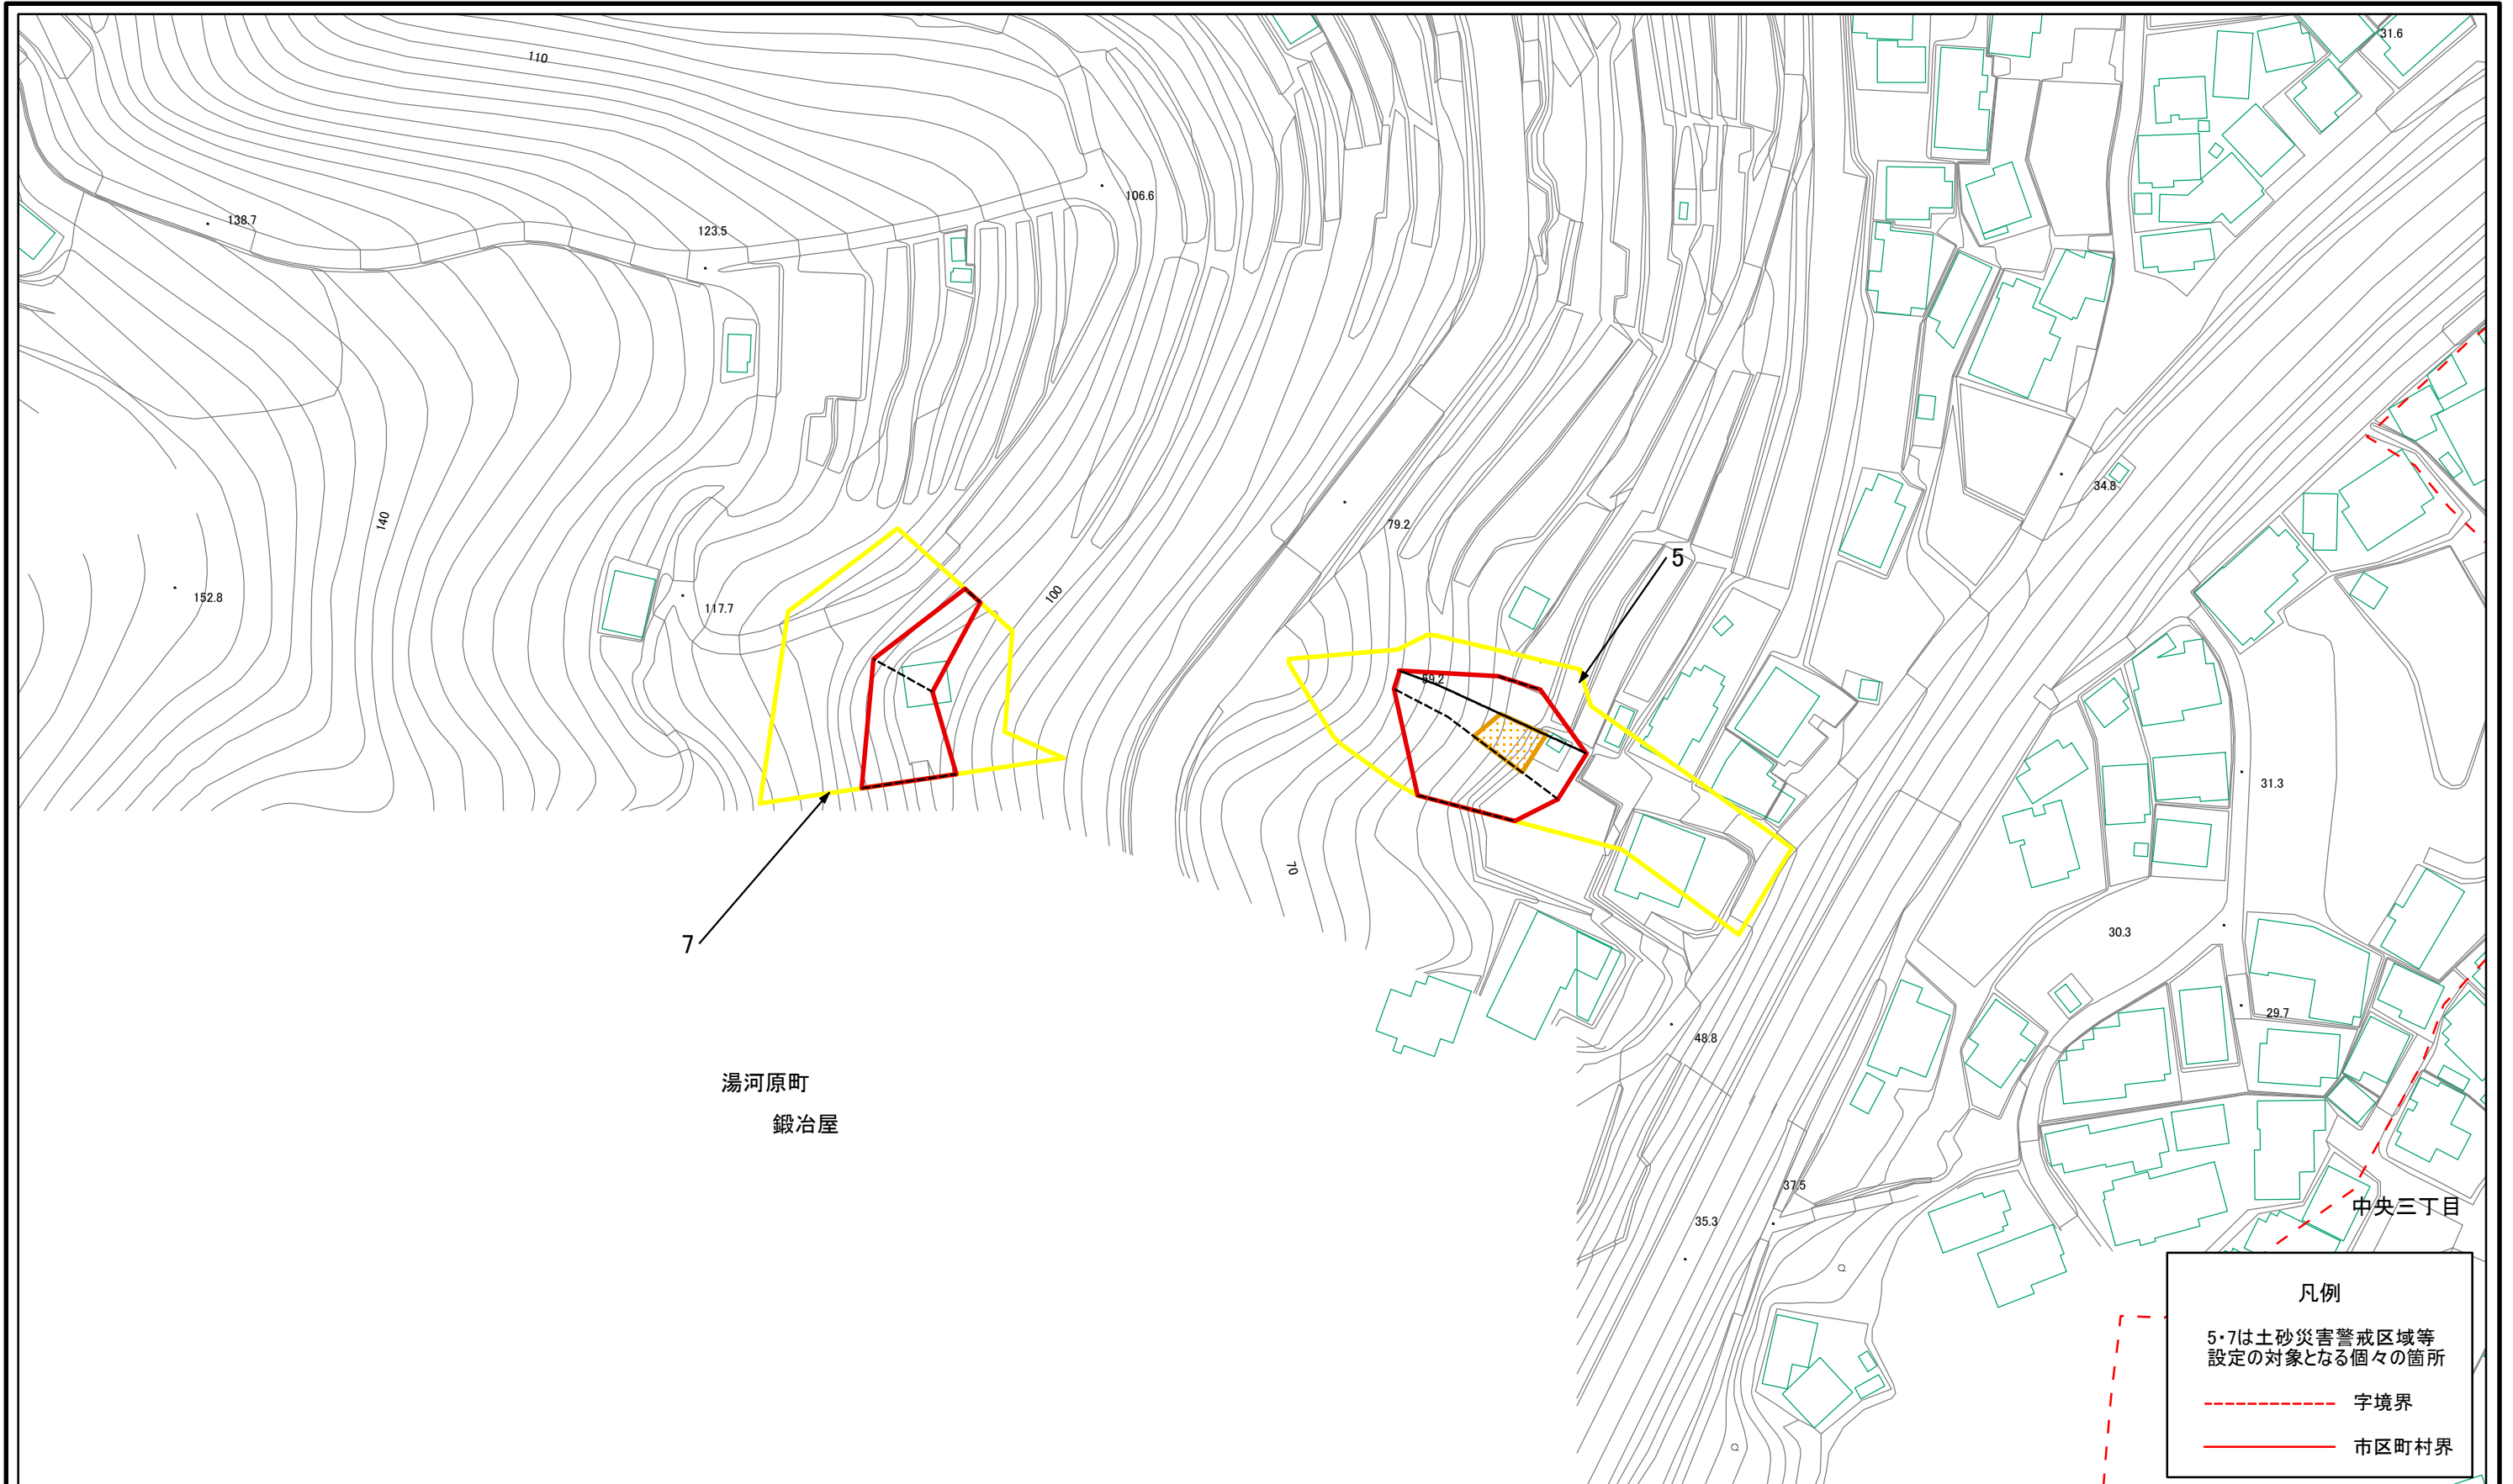 31.6
110
106.6
138.7
123.5
34.8
79.2
140
5
100
152.8
117.7
69.2
31.3
70
30.3
7
29.7
48.8
湯河原町
鍛冶屋
37.5
中央三丁目
35.3
凡例
5・7は土砂災害警戒区域等
設定の対象となる個々の箇所
字境界
市区町村界